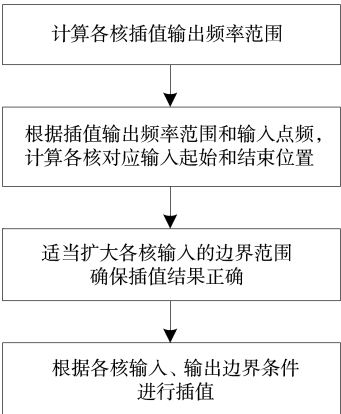 计算各核插值输出频率范围
根据插值输出频率范围和输入点频，
计算各核对应输入起始和结束位置
适当扩大各核输入的边界范围
确保插值结果正确
根据各核输入、输出边界条件
进行插值